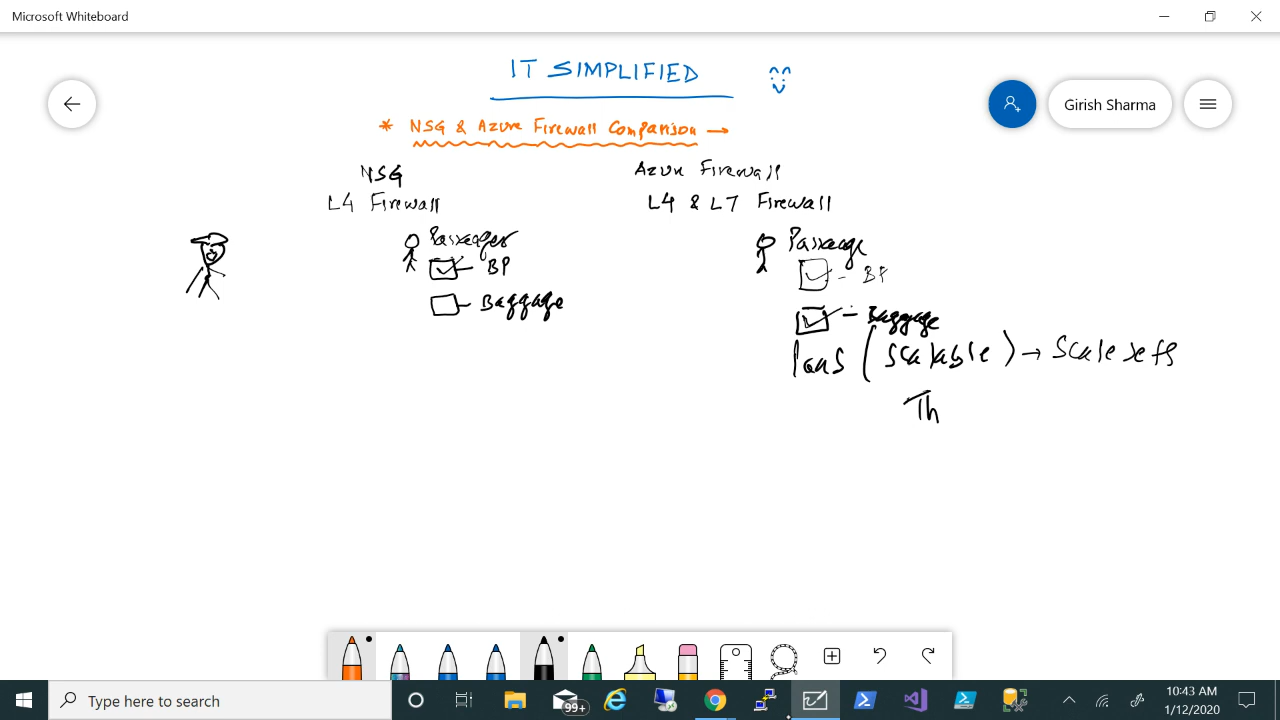 Microsoft Whiteboard
IT SIMPLIFIED
Girish Sharma
* NSG & Azure Firewall Comparison →
NSG
L4 Firewall
Passenger
BP
Baggage
Azure Firewall
L4 & L7 Firewall
Passenge
BP
Baggage
PaaS (Scalable) → Scale sets
Th
99+
Type here to search
10:43 AM
1/12/2020